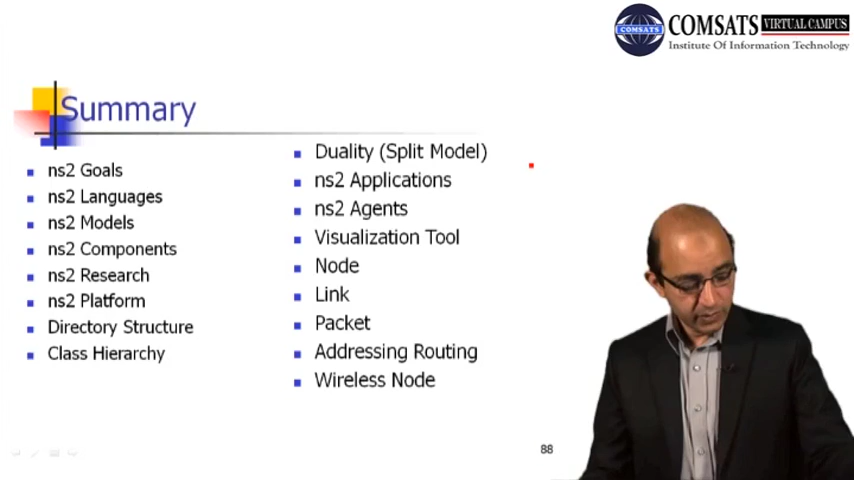 COMSATS
COMSATS VIRTUAL CAMPUS
Institute Of Information Technology
Summary
ns2 Goals
ns2 Languages
ns2 Models
ns2 Components
ns2 Research
ns2 Platform
Directory Structure
Class Hierarchy
Duality (Split Model)
ns2 Applications
ns2 Agents
Visualization Tool
Node
Link
Packet
Addressing Routing
Wireless Node
88